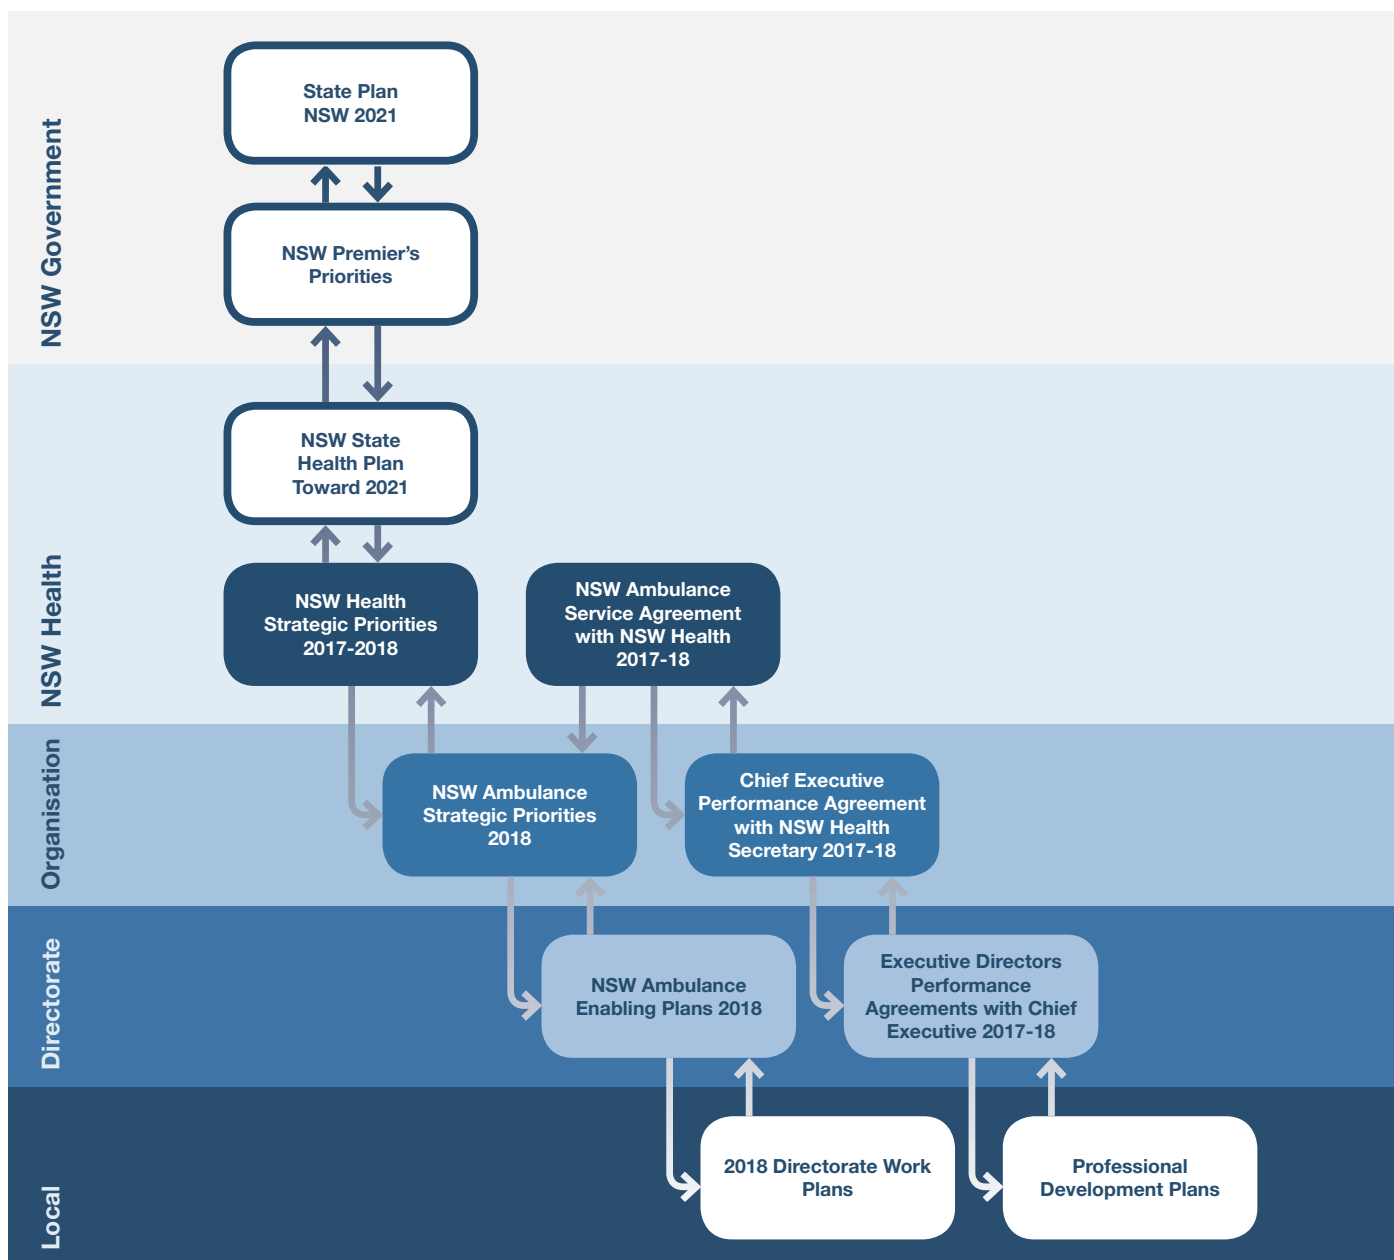 NSW Government
State Plan
NSW 2021
NSW Premier’s
Priorities
NSW Health
NSW State
Health Plan
Toward 2021
NSW Health
Strategic Priorities
2017-2018
NSW Ambulance
Service Agreement
with NSW Health
2017-18
Organisation
NSW Ambulance
Strategic Priorities
2018
Chief Executive
Performance Agreement
with NSW Health
Secretary 2017-18
Directorate
NSW Ambulance
Enabling Plans 2018
Executive Directors
Performance
Agreements with Chief
Executive 2017-18
Local
2018 Directorate Work
Plans
Professional
Development Plans